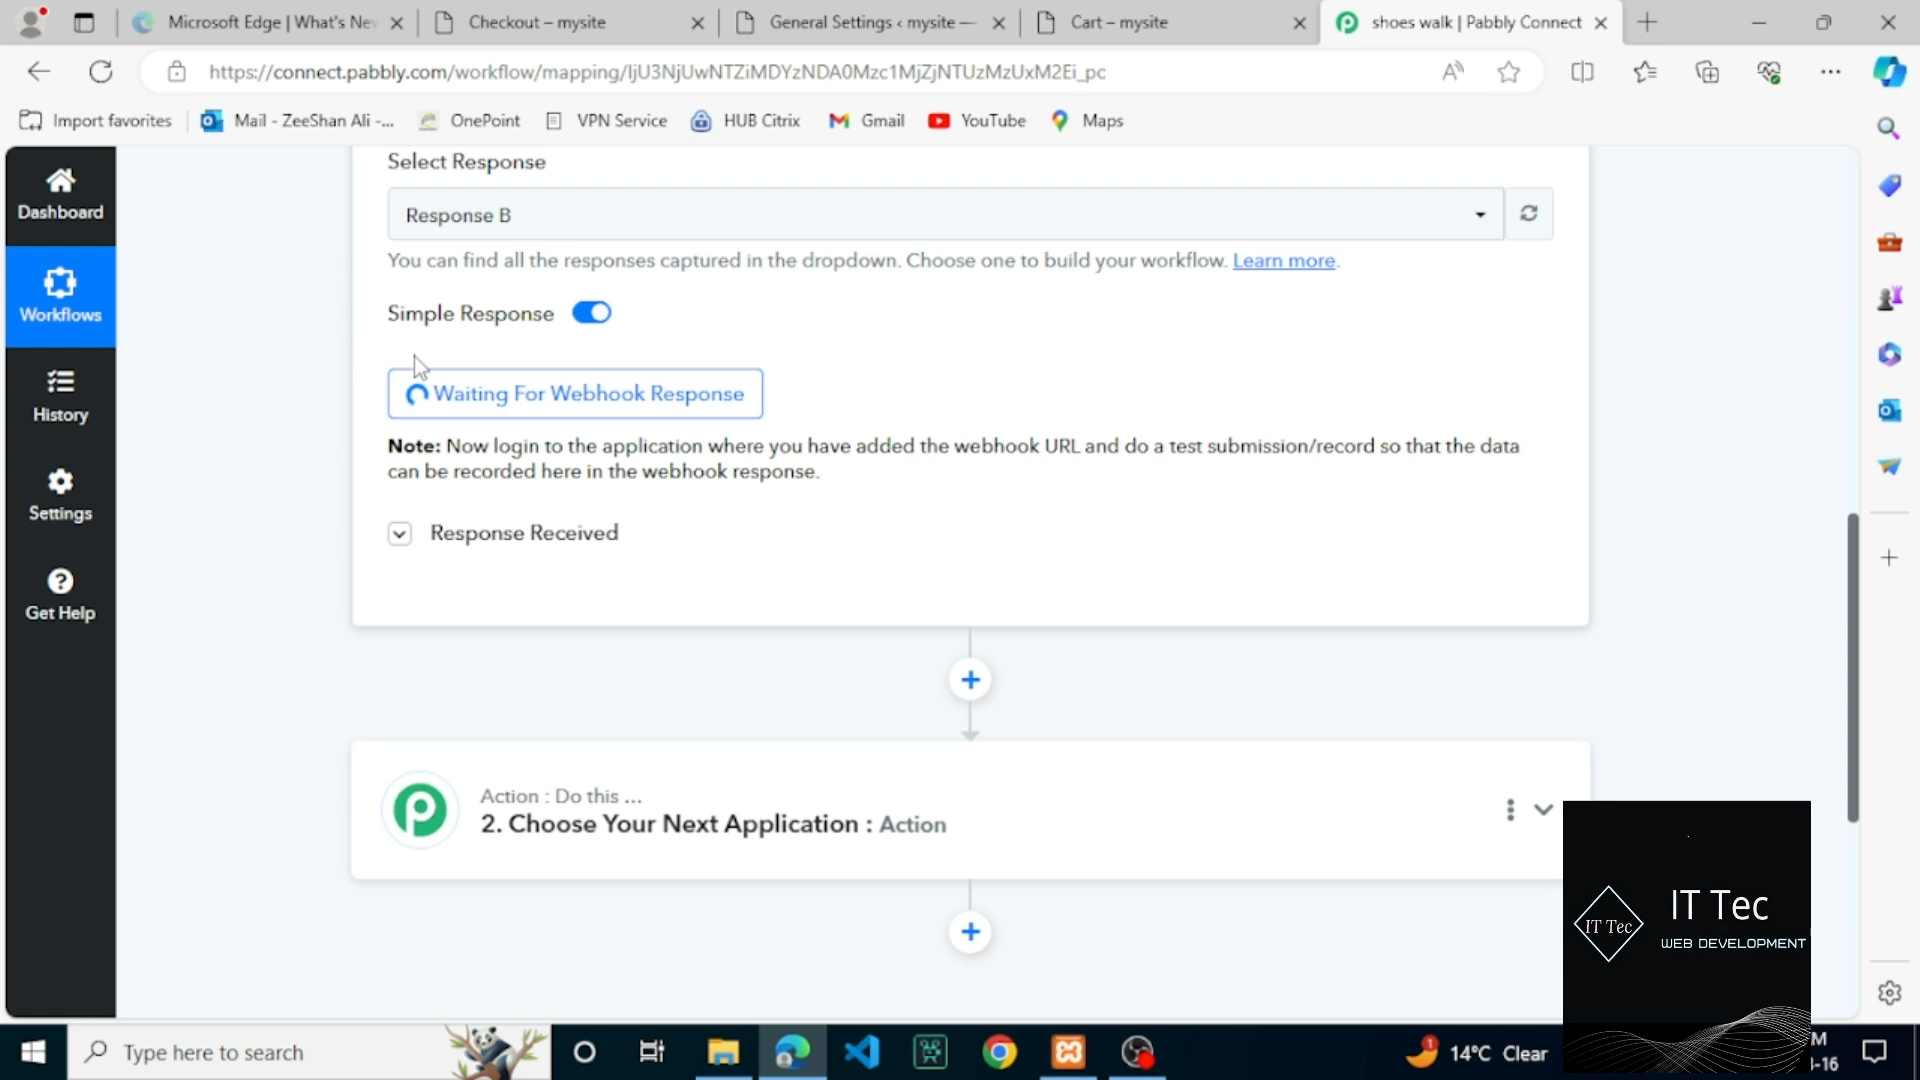 Microsoft Edge | What's New
Checkout – mysite
General Settings ‹ mysite —
Cart – mysite
shoes walk | Pabbly Connect
https://connect.pabbly.com/workflow/mapping/IjU3NjUwNTZiMDYzNDA0Mzc1MjZjNTUzMzUxM2Ei_pc
Import favorites
Mail - ZeeShan Ali -...
OnePoint
VPN Service
HUB Citrix
Gmail
YouTube
Maps
Dashboard
Workflows
History
Settings
Get Help
Select Response
Response B
You can find all the responses captured in the dropdown. Choose one to build your workflow. Learn more.
Simple Response
Waiting For Webhook Response
Note: Now login to the application where you have added the webhook URL and do a test submission/record so that the data
can be recorded here in the webhook response.
Response Received
Action : Do this ...
2. Choose Your Next Application : Action
IT Tec
IT Tec
WEB DEVELOPMENT
Type here to search
14°C Clear
M
-16